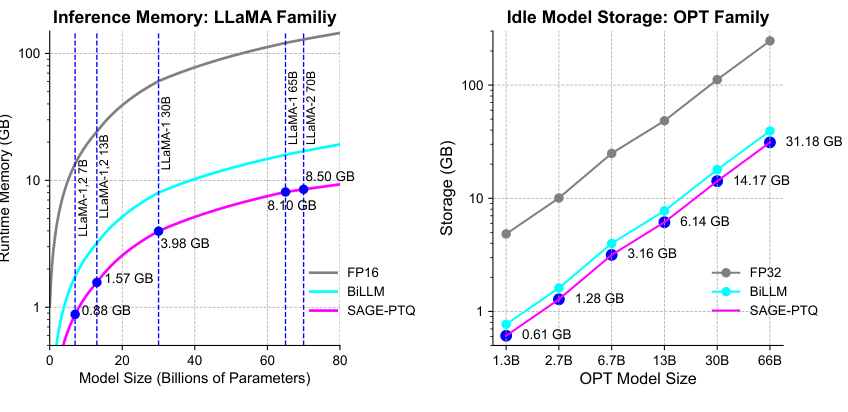 Inference Memory: LLaMA Familiy
Runtime Memory (GB)
100
10
1
LLaMA-1,2 7B
LLaMA-1,2 13B
LLaMA-1 30B
LLaMA-1 65B
LLaMA-2 70B
8.50 GB
8.10 GB
3.98 GB
1.57 GB
0.88 GB
FP16
BiLLM
SAGE-PTQ
0
20
40
60
80
Model Size (Billions of Parameters)
Idle Model Storage: OPT Family
Storage (GB)
100
10
1
31.18 GB
14.17 GB
6.14 GB
3.16 GB
1.28 GB
0.61 GB
FP32
BiLLM
SAGE-PTQ
1.3B
2.7B
6.7B
13B
30B
66B
OPT Model Size